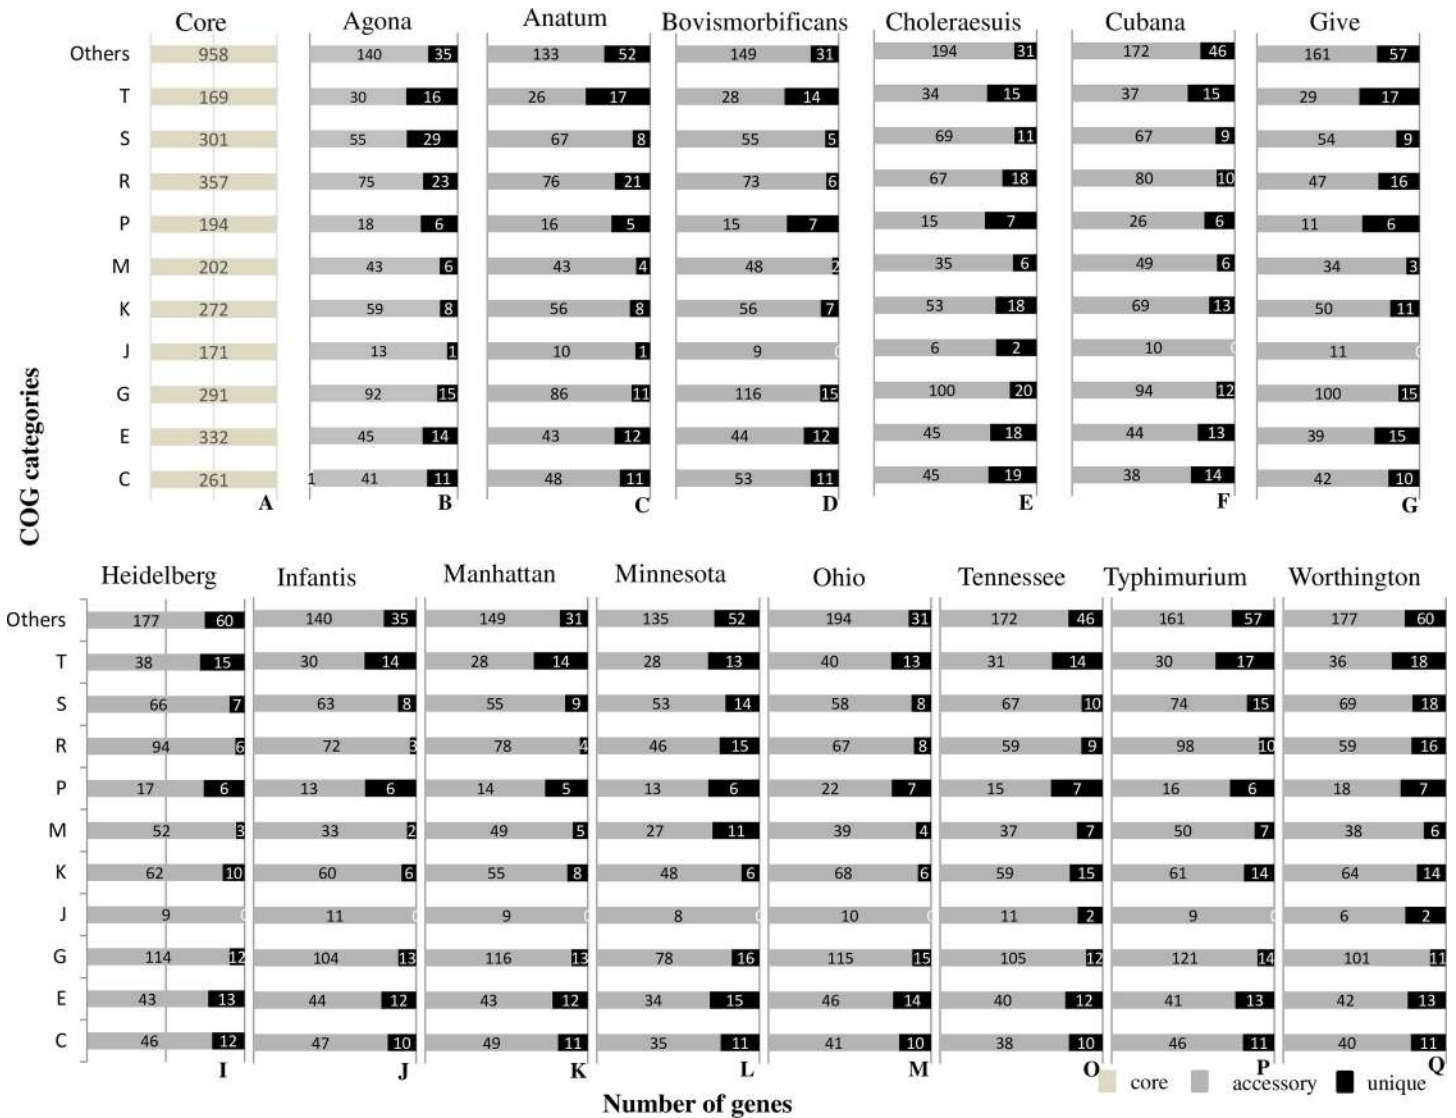 Core Agona Anatum Bovismorbificans Choleraesuis Cubana Give
Others 958 140 35 133 52 149 31 194 31 172 46 161 57
T 169 30 16 26 17 28 14 34 15 37 15 29 17
S 301 55 29 67 8 55 5 69 11 67 9 54 9
R 357 75 23 76 21 73 6 67 18 80 10 47 16
P 194 18 6 16 5 15 7 15 7 26 6 11 6
M 202 43 6 43 4 48 2 35 6 49 6 34 3
K 272 59 8 56 8 56 7 53 18 69 13 50 11
J 171 13 1 10 1 9 0 6 2 10 0 11 0
G 291 92 15 86 11 116 15 100 20 94 12 100 15
E 332 45 14 43 12 44 12 45 18 44 13 39 15
C 261 1 41 11 48 11 53 11 45 19 38 14 42 10
A B C D E F G
COG categories
Heidelberg Infantis Manhattan Minnesota Ohio Tennessee Typhimurium Worthington
Others 177 60 140 35 149 31 135 52 194 31 172 46 161 57 177 60
T 38 15 30 14 28 14 28 13 40 13 31 14 30 17 36 18
S 66 7 63 8 55 9 53 14 58 8 67 10 74 15 69 18
R 94 6 72 3 78 4 46 15 67 8 59 9 98 10 59 16
P 17 6 13 6 14 5 13 6 22 7 15 7 16 6 18 7
M 52 3 33 2 49 5 27 11 39 4 37 7 50 7 38 6
K 62 10 60 6 55 8 48 6 68 6 59 15 61 14 64 14
J 9 0 11 0 9 0 8 0 10 0 11 2 9 0 6 2
G 114 12 104 13 116 13 78 16 115 15 105 12 121 14 101 11
E 43 13 44 12 43 12 34 15 46 14 40 12 41 13 42 13
C 46 12 47 10 49 11 35 11 41 10 38 10 46 11 40 11
I J K L M O P Q
core accessory unique
Number of genes